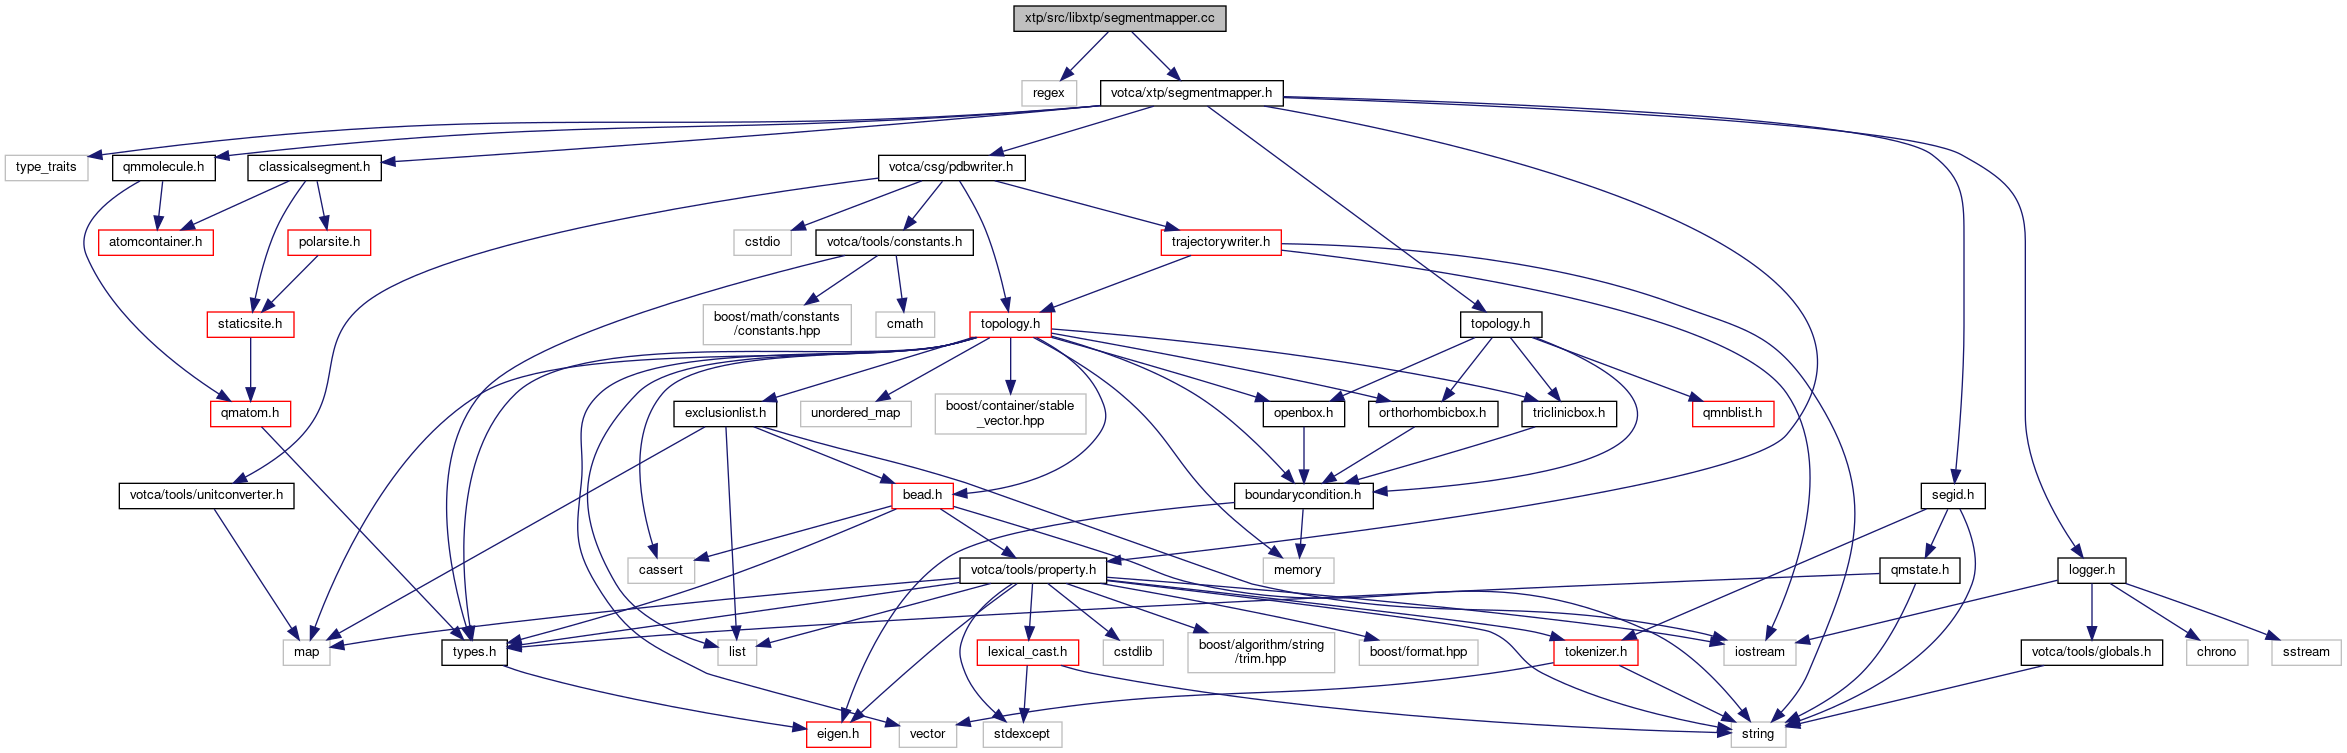 xtp/src/libxtp/segmentmapper.cc
regex
votca/xtp/segmentmapper.h
type_traits
qmmolecule.h
classicalsegment.h
votca/csg/pdbwriter.h
atomcontainer.h
polarsite.h
cstdio
votca/tools/constants.h
trajectorywriter.h
staticsite.h
boost/math/constants
/constants.hpp
cmath
topology.h
topology.h
qmatom.h
exclusionlist.h
unordered_map
boost/container/stable
_vector.hpp
openbox.h
orthorhombicbox.h
triclinicbox.h
qmnblist.h
votca/tools/unitconverter.h
bead.h
boundarycondition.h
segid.h
cassert
votca/tools/property.h
memory
qmstate.h
logger.h
map
types.h
list
lexical_cast.h
cstdlib
boost/algorithm/string
/trim.hpp
boost/format.hpp
tokenizer.h
iostream
votca/tools/globals.h
chrono
sstream
eigen.h
vector
stdexcept
string